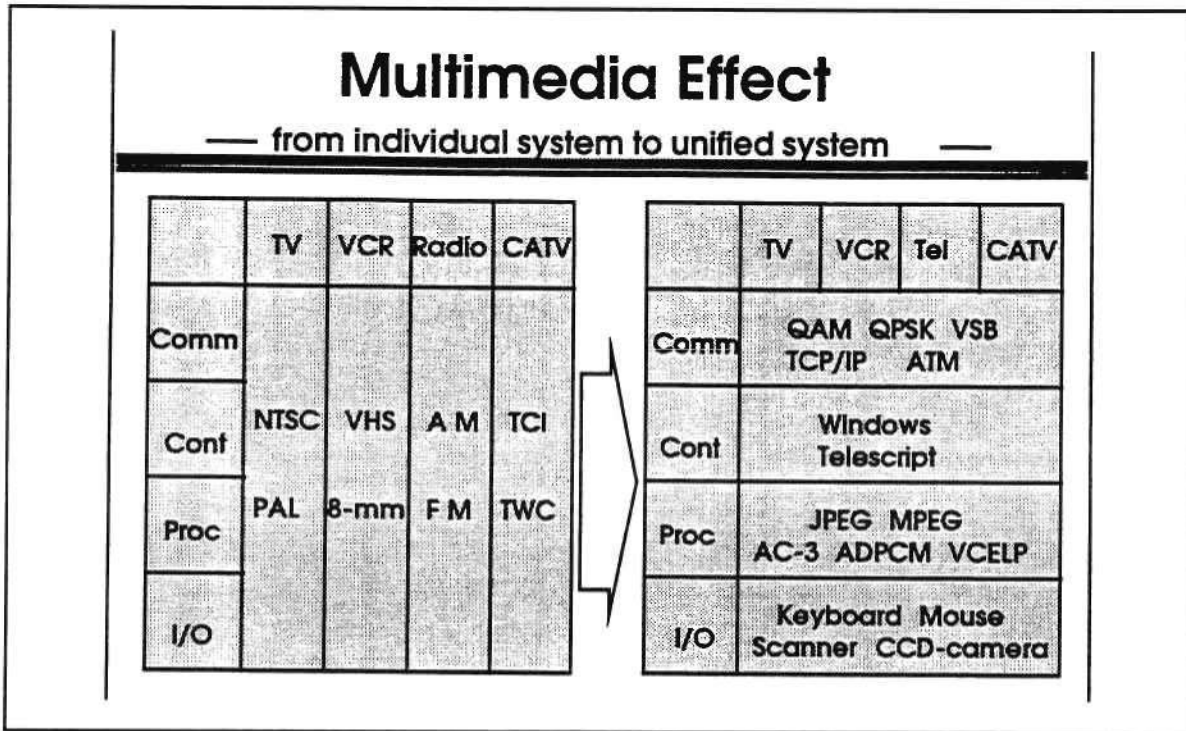 Multimedia Effect
— from individual system to unified system —
TV VCR Radio CATV
Comm
Cont
Proc
I/O
NTSC VHS A M TCI
PAL 8-mm F M TWC
TV VCR Tel CATV
Comm QAM QPSK VSB
TCP/IP ATM
Cont Windows
Telescript
Proc JPEG MPEG
AC-3 ADPCM VCELP
I/O Keyboard Mouse
Scanner CCD-camera